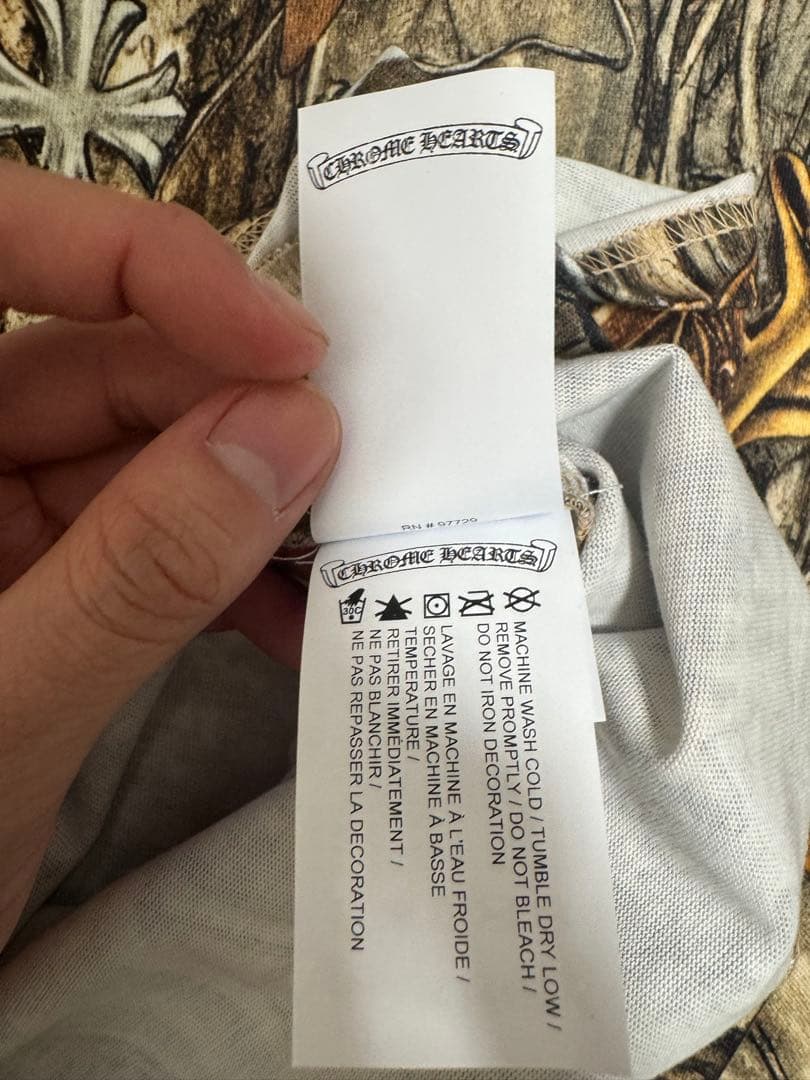 CHROME HEARTS
RN # 97729
CHROME HEARTS
30C
MACHINE WASH COLD / TUMBLE DRY LOW /
REMOVE PROMPTLY / DO NOT BLEACH /
DO NOT IRON DECORATION
LAVAGE EN MACHINE À L'EAU FROIDE /
SECHER EN MACHINE À BASSE
TEMPERATURE /
RETIRER IMMÉDIATEMENT /
NE PAS BLANCHIR /
NE PAS REPASSER LA DECORATION